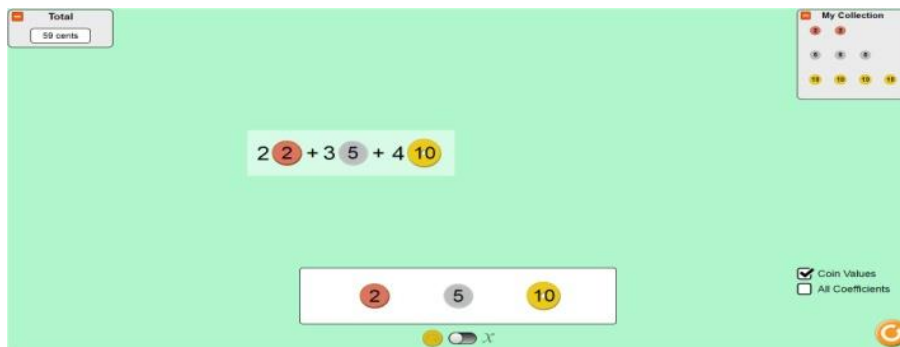 Total
59 cents
My Collection
2 2
5 5 5
10 10 10 10
2 2 + 3 5 + 4 10
2 5 10
Coin Values
All Coefficients
x